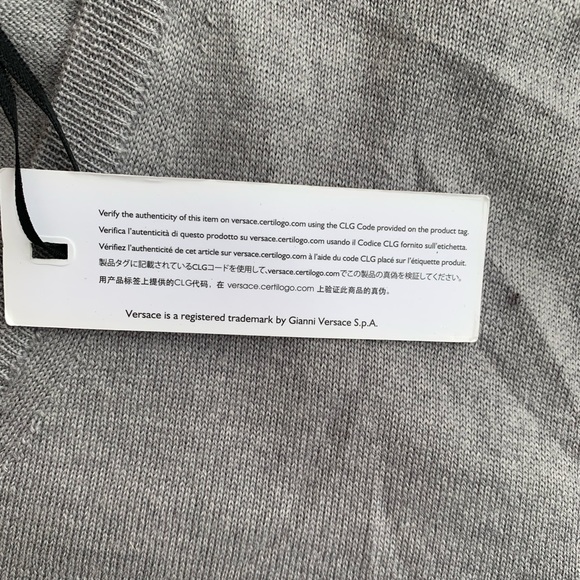 Verify the authenticity of this item on versace.certilogo.com using the CLG Code provided on the product tag.
Verifica l'autenticità di questo prodotto su versace.certilogo.com usando il Codice CLG fornito sull'etichetta.
Vérifiez l'authenticité de cet article sur versace.certilogo.com à l'aide du code CLG placé sur l'étiquette produit.
製品タグに記載されているCLGコードを使用して、versace.certilogo.comでこの製品の真偽を検証してください。
用产品标签上提供的CLG代码，在 versace.certilogo.com 上验证此商品的真伪。
Versace is a registered trademark by Gianni Versace S.p.A.